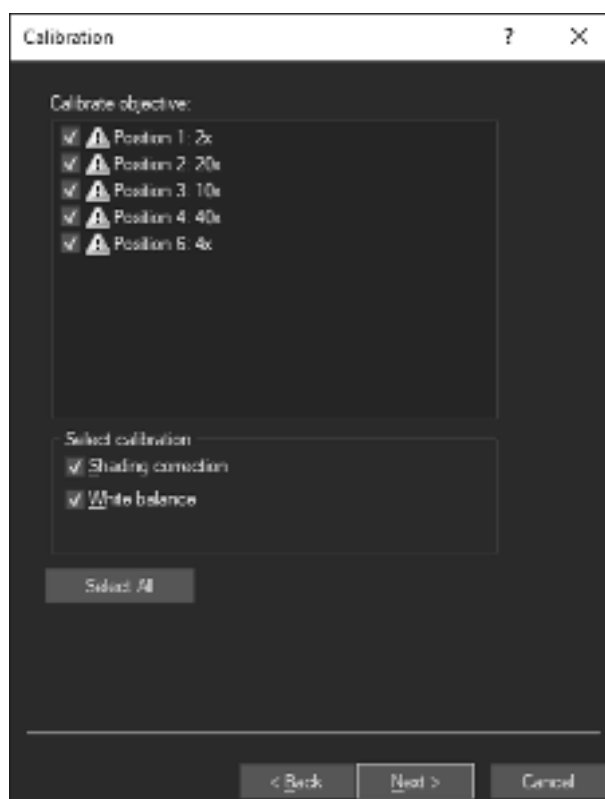 Calibration ? ×
Calibrate objective:
Position 1: 2x
Position 2: 20x
Position 3: 10x
Position 4: 40x
Position 6: 4x
Select calibration
Shading correction
White balance
Select All
< Back Next > Cancel